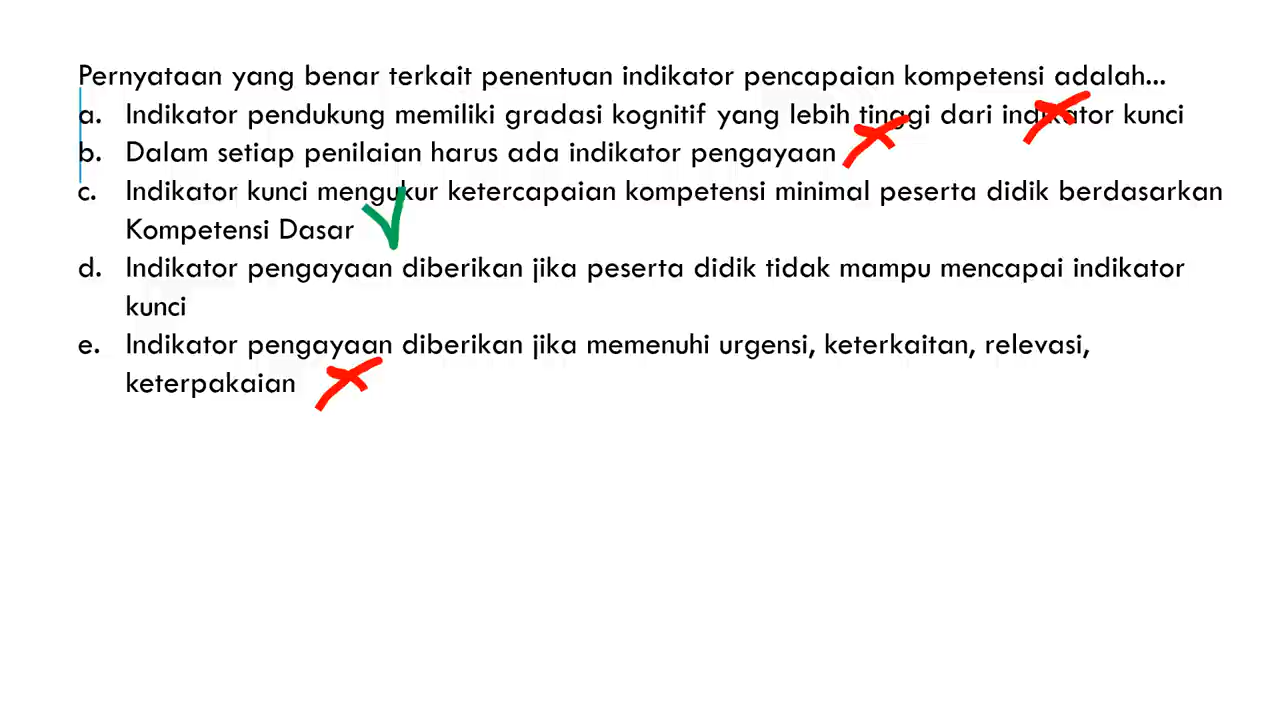 Pernyataan yang benar terkait penentuan indikator pencapaian kompetensi adalah...
a. Indikator pendukung memiliki gradasi kognitif yang lebih tinggi dari indikator kunci
b. Dalam setiap penilaian harus ada indikator pengayaan
c. Indikator kunci mengukur ketercapaian kompetensi minimal peserta didik berdasarkan
Kompetensi Dasar
d. Indikator pengayaan diberikan jika peserta didik tidak mampu mencapai indikator
kunci
e. Indikator pengayaan diberikan jika memenuhi urgensi, keterkaitan, relevasi,
keterpakaian